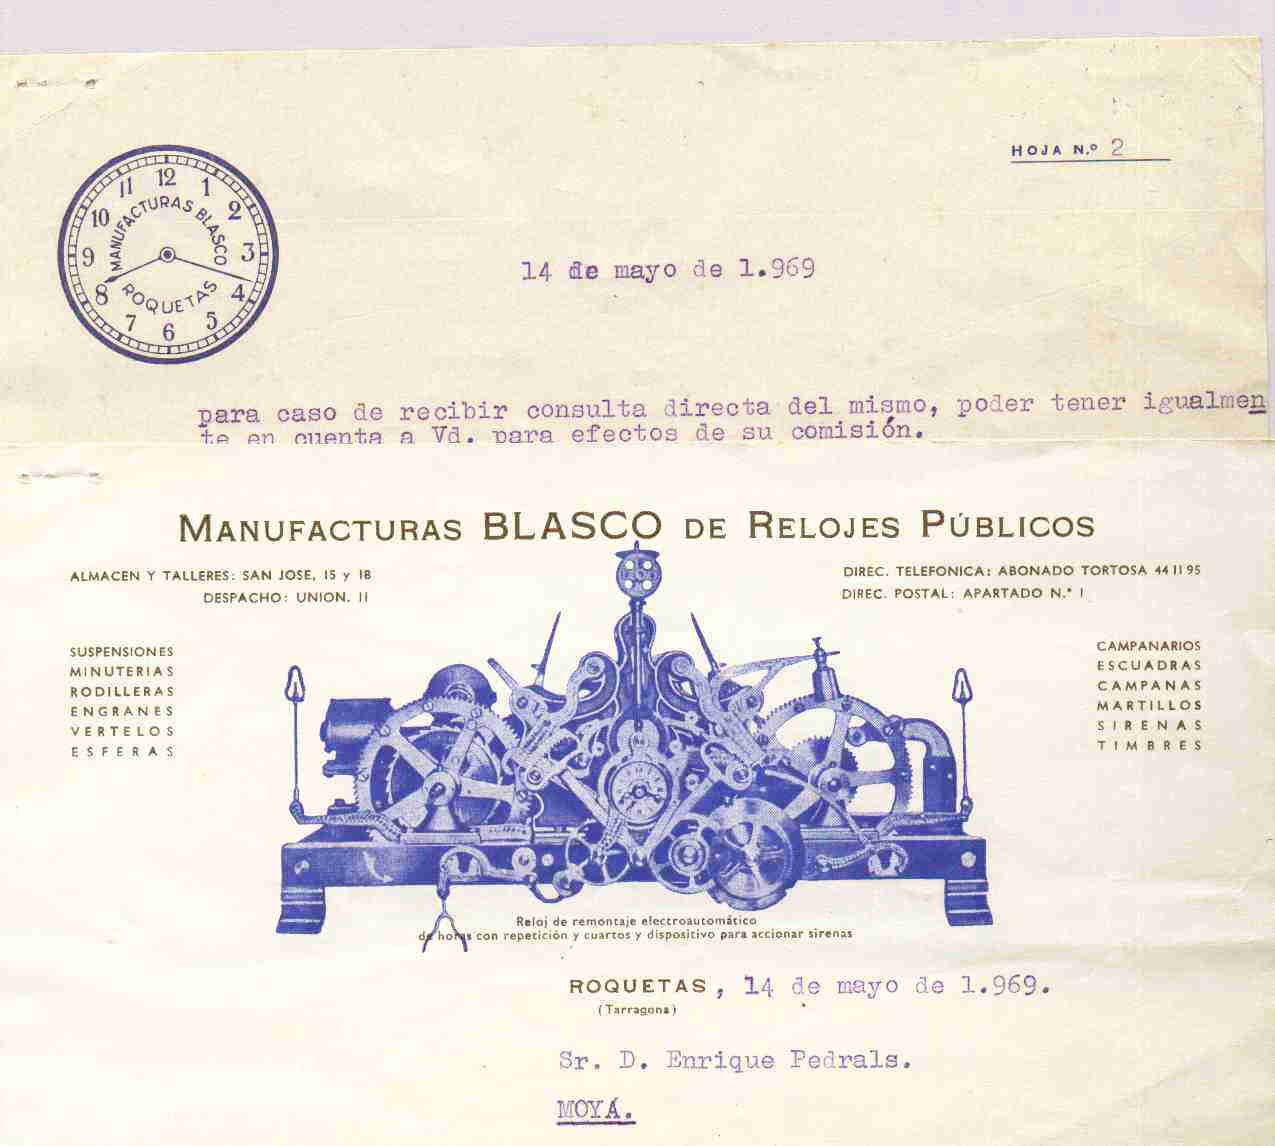 HOJA N.º 2
12
1
2
3
4
5
6
7
8
9
10
11
MANUFACTURAS BLASCO
ROQUETAS
14 de mayo de 1.969
para caso de recibir consulta directa del mismo, poder tener igualmen
te en cuenta a Vd. para efectos de su comisión.
MANUFACTURAS BLASCO DE RELOJES PÚBLICOS
ALMACEN Y TALLERES: SAN JOSE, 15 y 18
DESPACHO: UNION. 11
DIREC. TELEFONICA: ABONADO TORTOSA 44 11 95
DIREC. POSTAL: APARTADO N.º 1
SUSPENSIONES
MINUTERIAS
RODILLERAS
ENGRANES
VERTELOS
ESFERAS
CAMPANARIOS
ESCUADRAS
CAMPANAS
MARTILLOS
SIRENAS
TIMBRES
Reloj de remontaje electroautomático
de horas con repetición y cuartos y dispositivo para accionar sirenas
ROQUETAS, 14 de mayo de 1.969.
(Tarragona)
Sr. D. Enrique Pedrals.
MOYÁ.